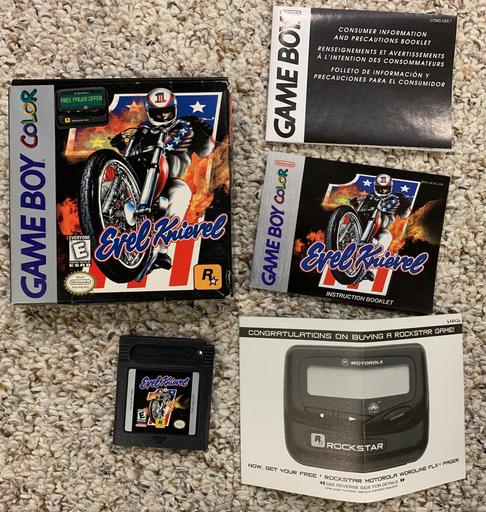 GAME BOY COLOR
FREE PAGER OFFER
EVERYONE
E
ESRB
Nintendo
Evel Knievel
R
GAME BOY
CONSUMER INFORMATION
AND PRECAUTIONS BOOKLET
RENSEIGNEMENTS ET AVERTISSEMENTS
À L'INTENTION DES CONSOMMATEURS
FOLLETO DE INFORMACIÓN Y
PRECAUCIONES PARA EL CONSUMIDOR
Nintendo
GAME BOY COLOR
Evel Knievel
INSTRUCTION BOOKLET
Evel Knievel
E
CONGRATULATIONS ON BUYING A ROCKSTAR GAME!
MOTOROLA
FLX
R
ROCKSTAR
NOW, GET YOUR FREE • ROCKSTAR MOTOROLA WORDLINE FLX™ PAGER
SEE REVERSE SIDE FOR DETAILS